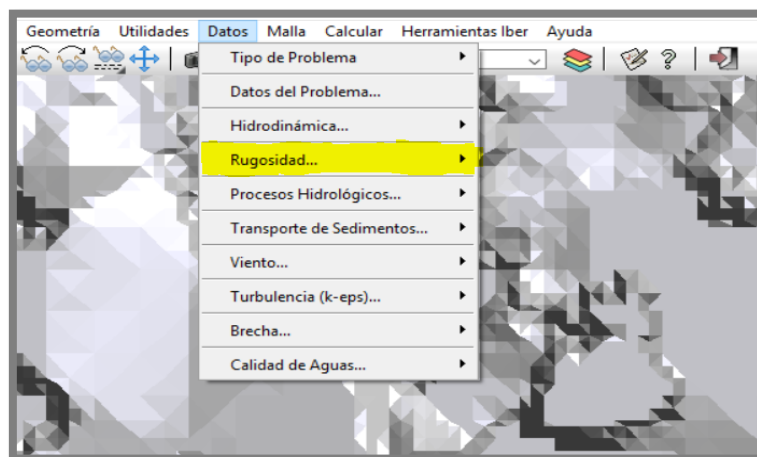 Geometría Utilidades Datos Malla Calcular Herramientas Iber Ayuda
Tipo de Problema
Datos del Problema...
Hidrodinámica...
Rugosidad...
Procesos Hidrológicos...
Transporte de Sedimentos...
Viento...
Turbulencia (k-eps)...
Brecha...
Calidad de Aguas...